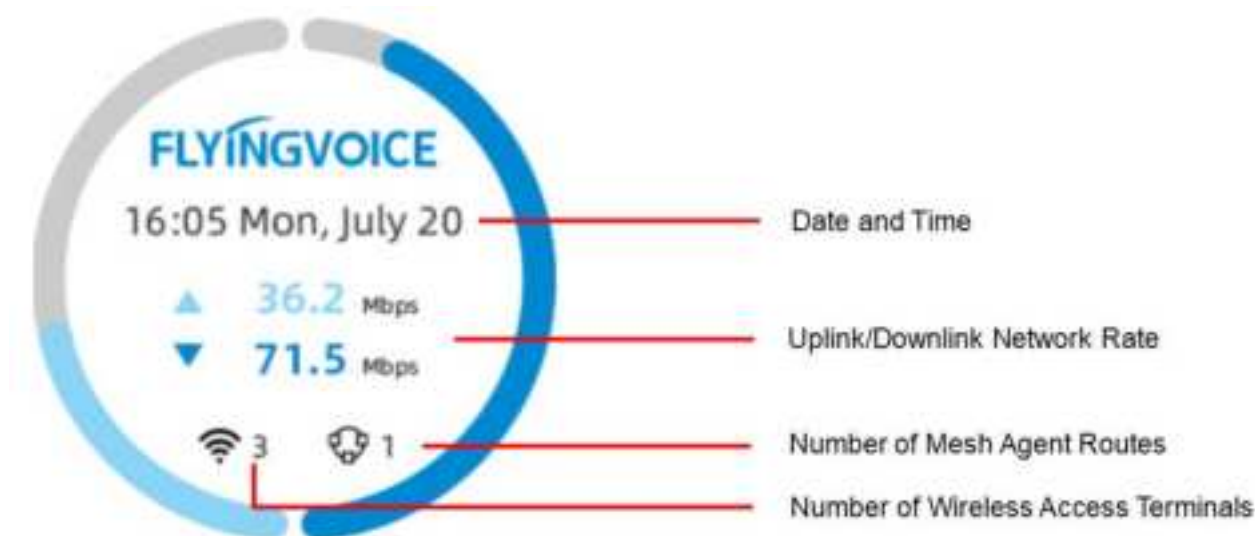 FLYINGVOICE
16:05 Mon, July 20
Date and Time
36.2 Mbps
71.5 Mbps
Uplink/Downlink Network Rate
3
1
Number of Mesh Agent Routes
Number of Wireless Access Terminals